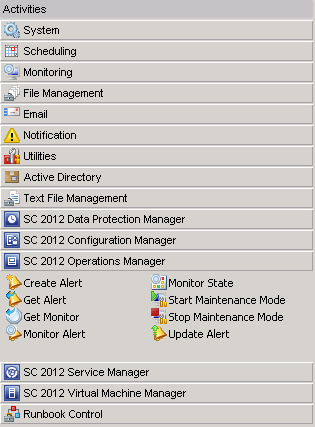 Activities
System
Scheduling
Monitoring
File Management
Email
Notification
Utilities
Active Directory
Text File Management
SC 2012 Data Protection Manager
SC 2012 Configuration Manager
SC 2012 Operations Manager
Create Alert
Monitor State
Get Alert
Start Maintenance Mode
Get Monitor
Stop Maintenance Mode
Monitor Alert
Update Alert
SC 2012 Service Manager
SC 2012 Virtual Machine Manager
Runbook Control